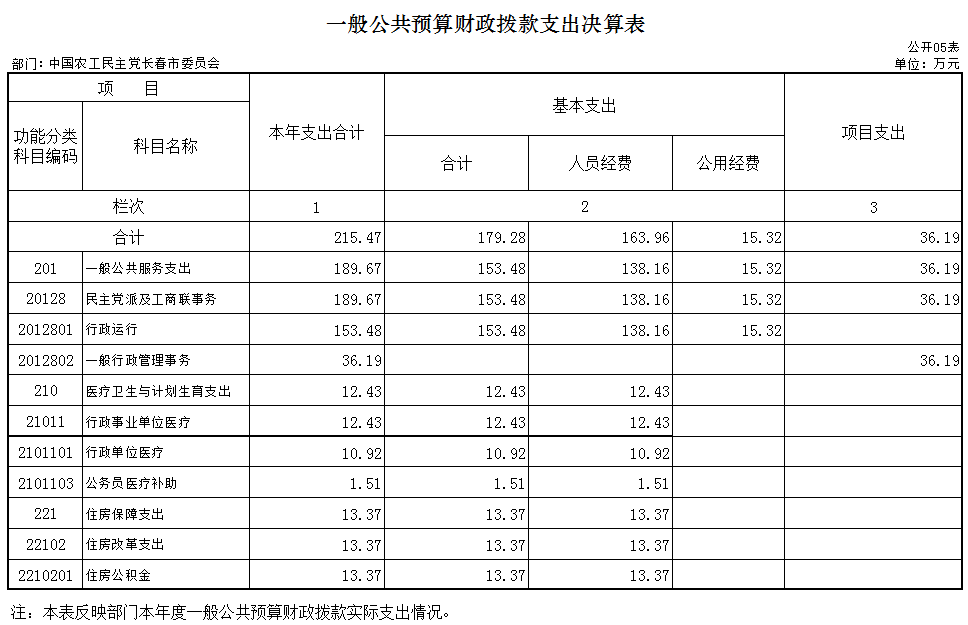 一般公共预算财政拨款支出决算表
公开05表
部门：中国农工民主党长春市委员会 单位：万元
项 目 本年支出合计 基本支出 项目支出
功能分类科目编码 科目名称 合计 人员经费 公用经费
栏次 1 2 3
合计 215.47 179.28 163.96 15.32 36.19
201 一般公共服务支出 189.67 153.48 138.16 15.32 36.19
20128 民主党派及工商联事务 189.67 153.48 138.16 15.32 36.19
2012801 行政运行 153.48 153.48 138.16 15.32
2012802 一般行政管理事务 36.19 36.19
210 医疗卫生与计划生育支出 12.43 12.43 12.43
21011 行政事业单位医疗 12.43 12.43 12.43
2101101 行政单位医疗 10.92 10.92 10.92
2101103 公务员医疗补助 1.51 1.51 1.51
221 住房保障支出 13.37 13.37 13.37
22102 住房改革支出 13.37 13.37 13.37
2210201 住房公积金 13.37 13.37 13.37
注：本表反映部门本年度一般公共预算财政拨款实际支出情况。